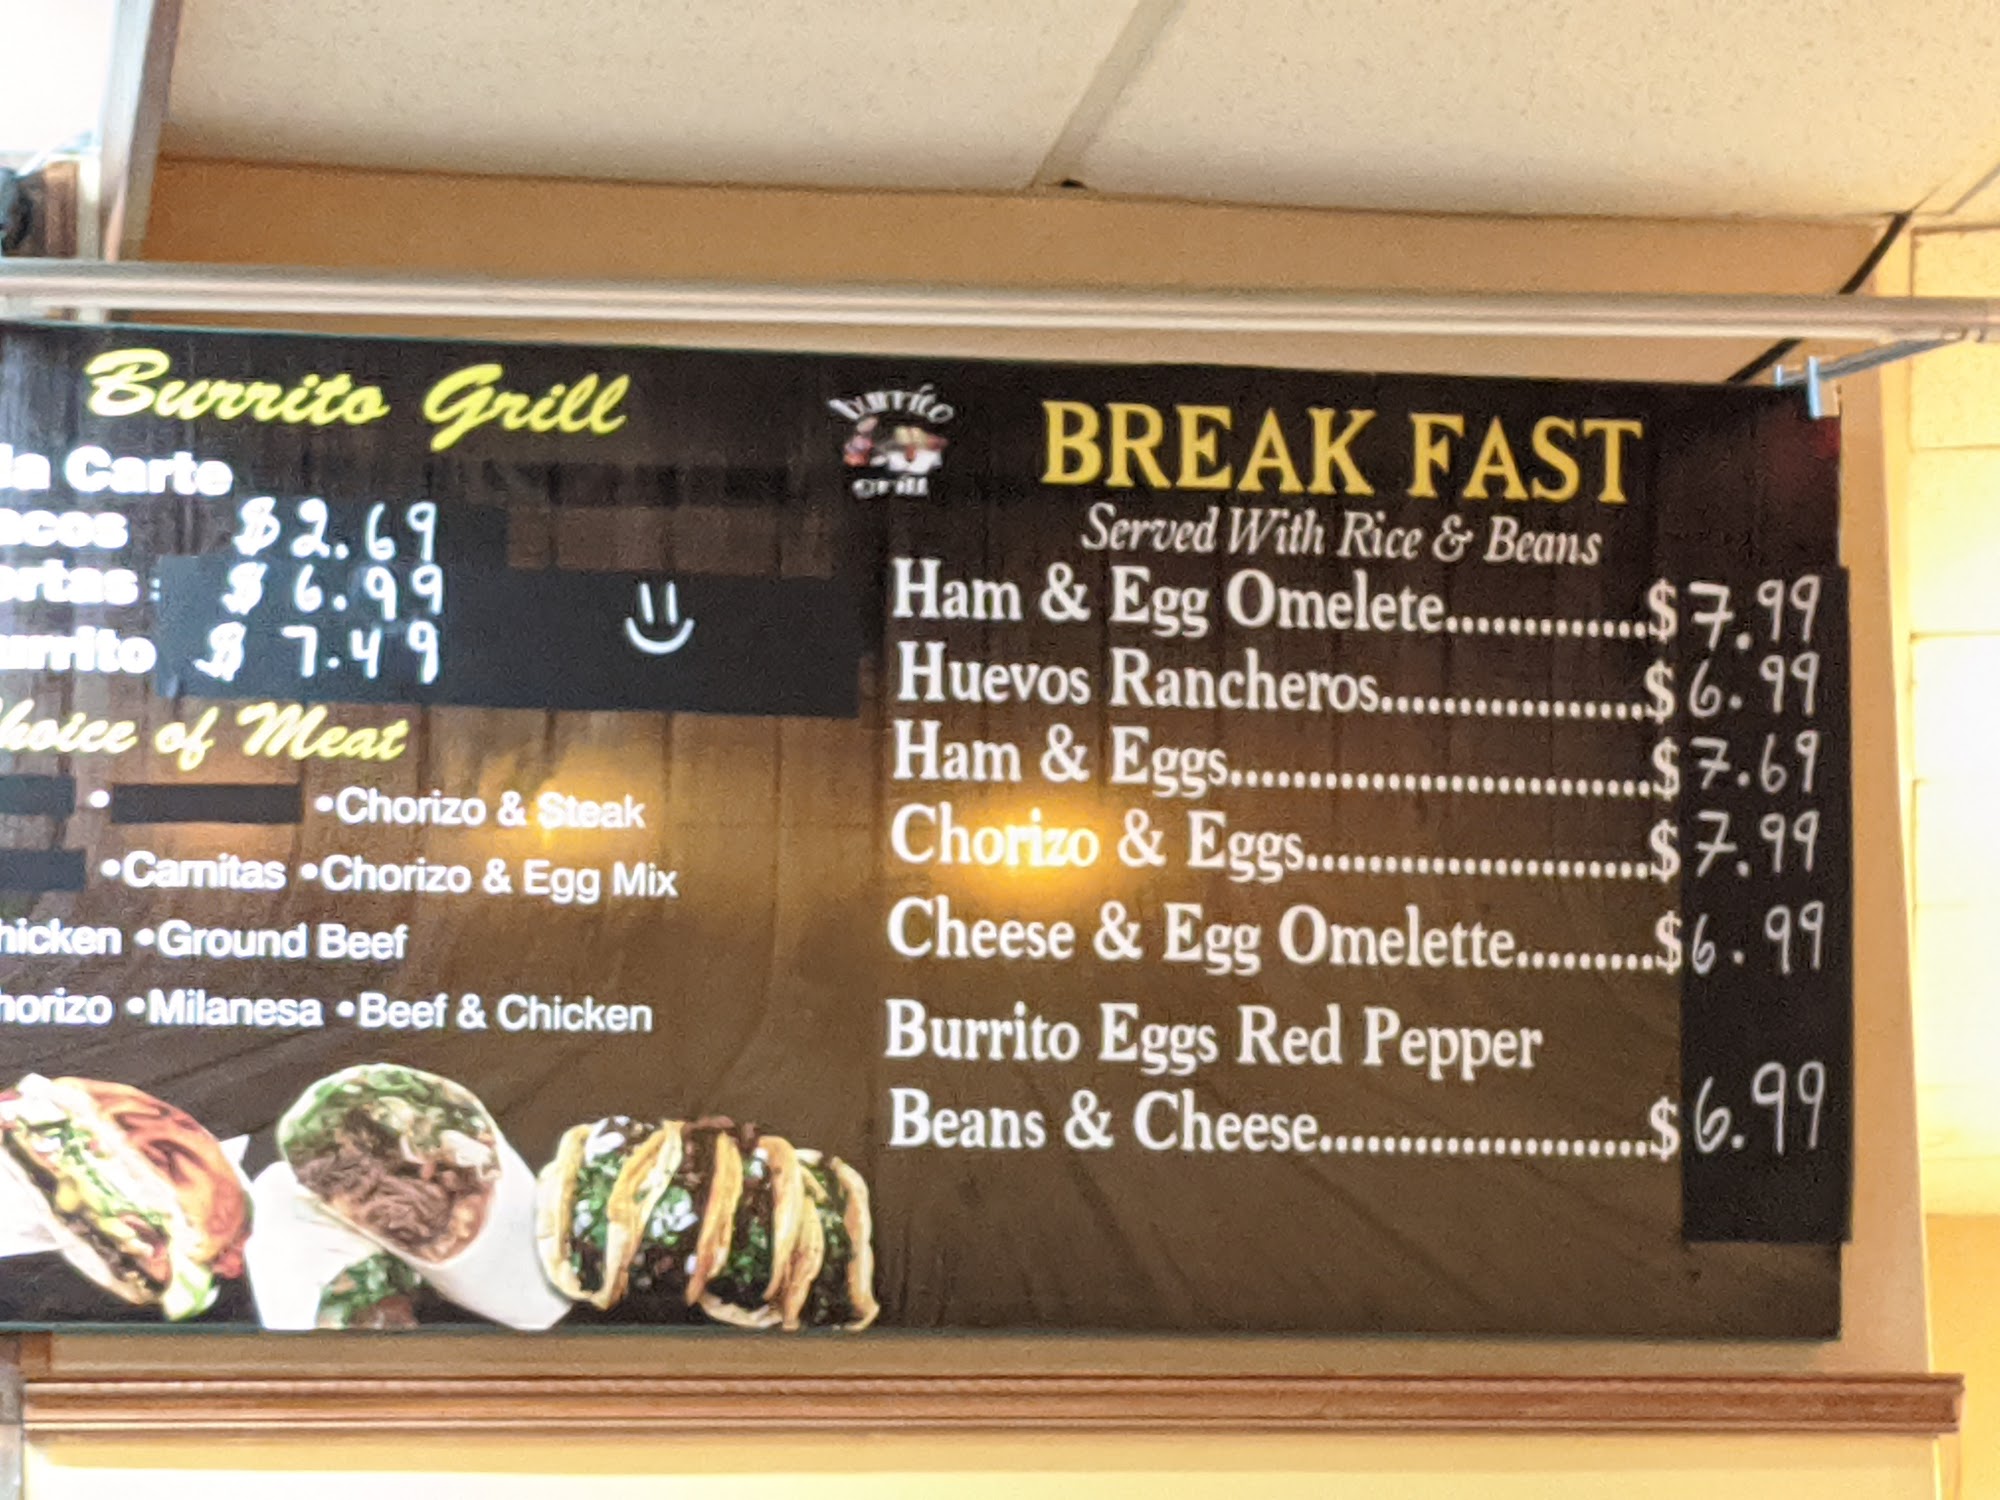 Burrito Grill
la Carte
acos $2.69
ortas : $6.99
urrito $7.49
hoice of Meat
• •Chorizo & Steak
•Carnitas •Chorizo & Egg Mix
hicken •Ground Beef
horizo •Milanesa •Beef & Chicken
burrito
grill
BREAK FAST
Served With Rice & Beans
Ham & Egg Omelete..............$7.99
Huevos Rancheros.................$6.99
Ham & Eggs...........................$7.69
Chorizo & Eggs......................$7.99
Cheese & Egg Omelette.........$6.99
Burrito Eggs Red Pepper
Beans & Cheese.....................$6.99